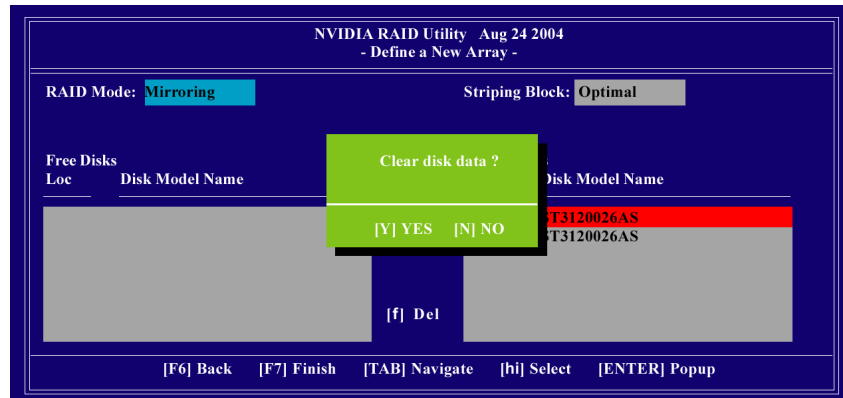 NVIDIA RAID Utility Aug 24 2004
- Define a New Array -
RAID Mode: Mirroring Striping Block: Optimal
Free Disks
Loc Disk Model Name Disk Model Name
Clear disk data ?
[Y] YES [N] NO
ST3120026AS
ST3120026AS
[f] Del
[F6] Back [F7] Finish [TAB] Navigate [hi] Select [ENTER] Popup